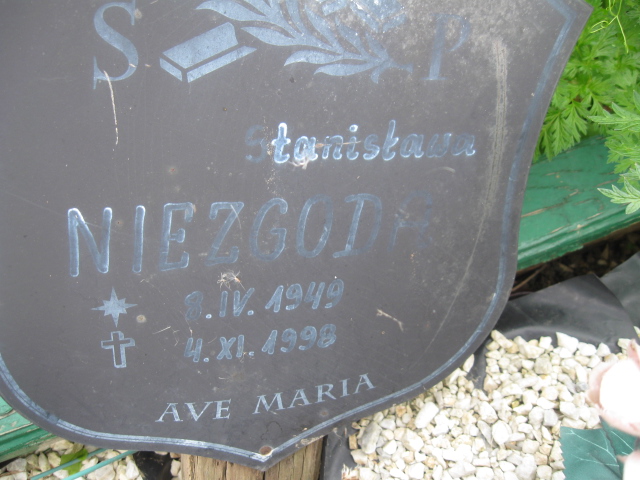 S P
Stanisława
NIEZGODA
8.IV.1949
4.XI.1998
AVE MARIA